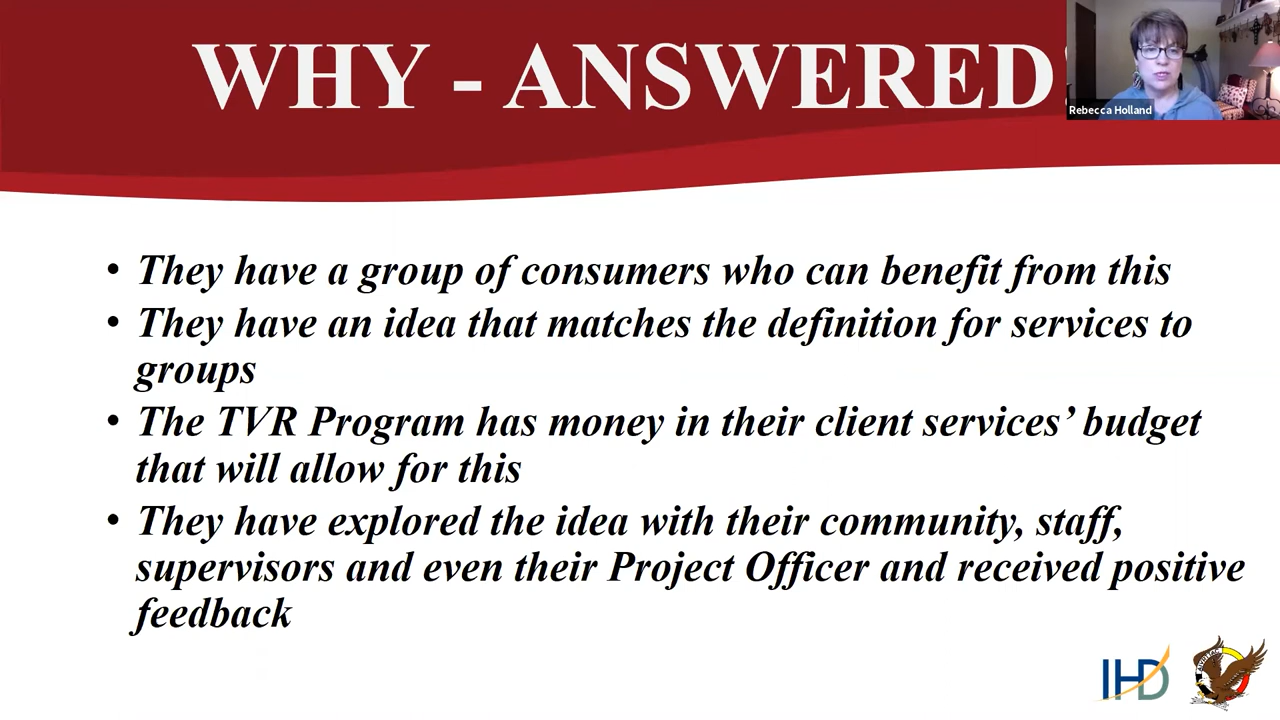 WHY - ANSWERED
Rebecca Holland
• They have a group of consumers who can benefit from this
• They have an idea that matches the definition for services to
groups
• The TVR Program has money in their client services’ budget
that will allow for this
• They have explored the idea with their community, staff,
supervisors and even their Project Officer and received positive
feedback
IHD